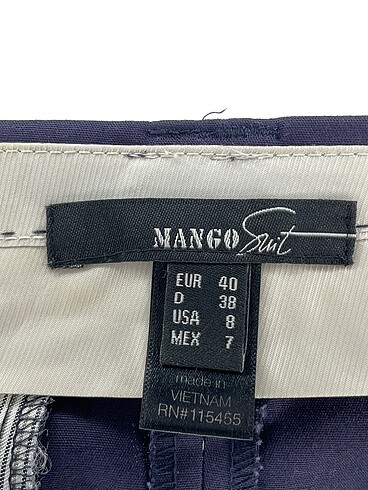 MANGO Suit
EUR 40
D 38
USA 8
MEX 7
made in
VIETNAM
RN#115455